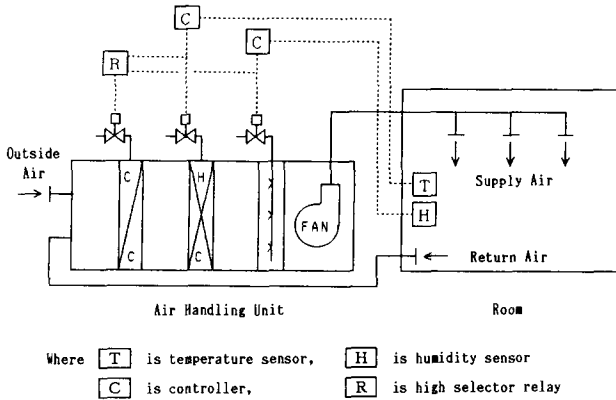 C
C
R
Outside
Air
C
H
C
C
FAN
Supply Air
T
H
Return Air
Air Handling Unit
Room
Where T is temperature sensor, H is humidity sensor
C is controller, R is high selector relay